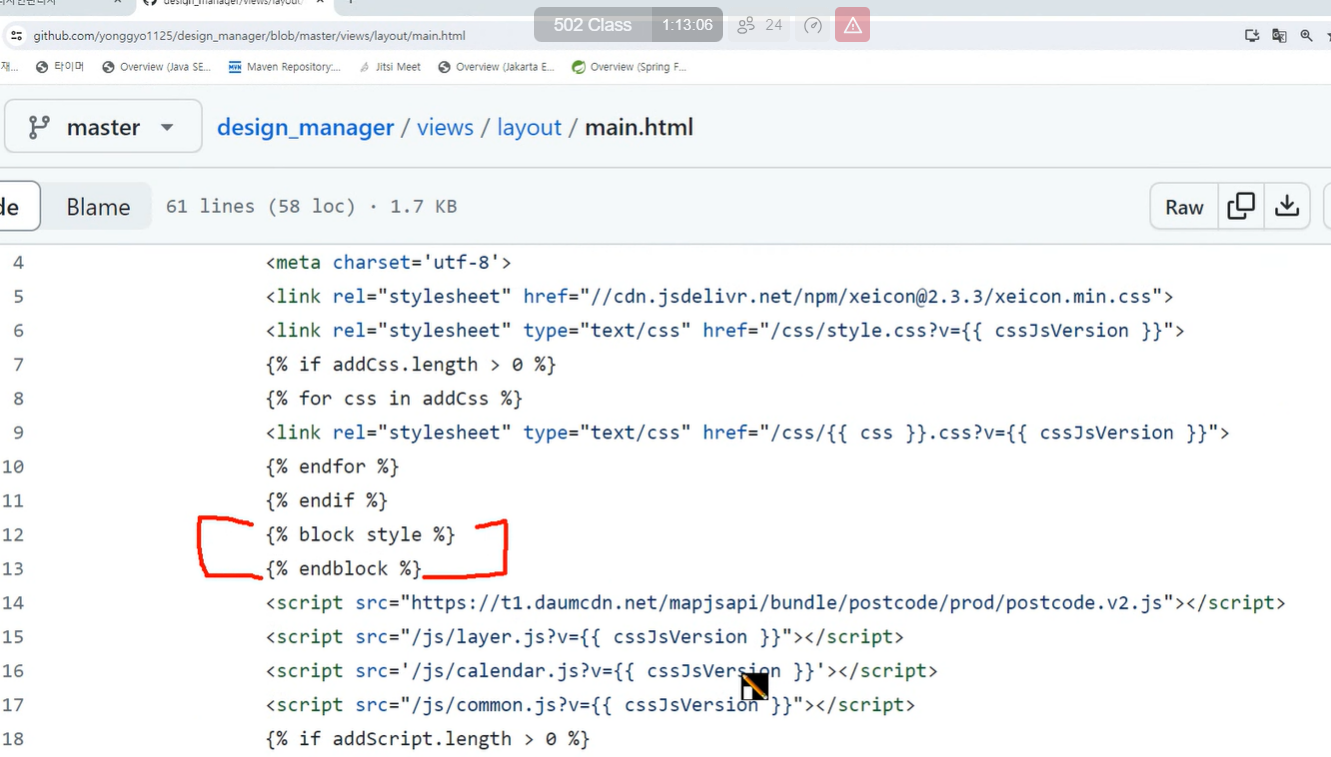 design_manager/views/layout/
502 Class 1:13:06 24
github.com/yonggyo1125/design_manager/blob/master/views/layout/main.html
타이머 Overview (Java SE... Maven Repository:... Jitsi Meet Overview (Jakarta E... Overview (Spring F...
master design_manager / views / layout / main.html
de Blame 61 lines (58 loc) · 1.7 KB Raw
4 <meta charset='utf-8'>
5 <link rel="stylesheet" href="//cdn.jsdelivr.net/npm/xeicon@2.3.3/xeicon.min.css">
6 <link rel="stylesheet" type="text/css" href="/css/style.css?v={{ cssJsVersion }}">
7 {% if addCss.length > 0 %}
8 {% for css in addCss %}
9 <link rel="stylesheet" type="text/css" href="/css/{{ css }}.css?v={{ cssJsVersion }}">
10 {% endfor %}
11 {% endif %}
12 {% block style %}
13 {% endblock %}
14 <script src="https://t1.daumcdn.net/mapjsapi/bundle/postcode/prod/postcode.v2.js"></script>
15 <script src="/js/layer.js?v={{ cssJsVersion }}"></script>
16 <script src='/js/calendar.js?v={{ cssJsVersion }}'></script>
17 <script src="/js/common.js?v={{ cssJsVersion }}"></script>
18 {% if addScript.length > 0 %}